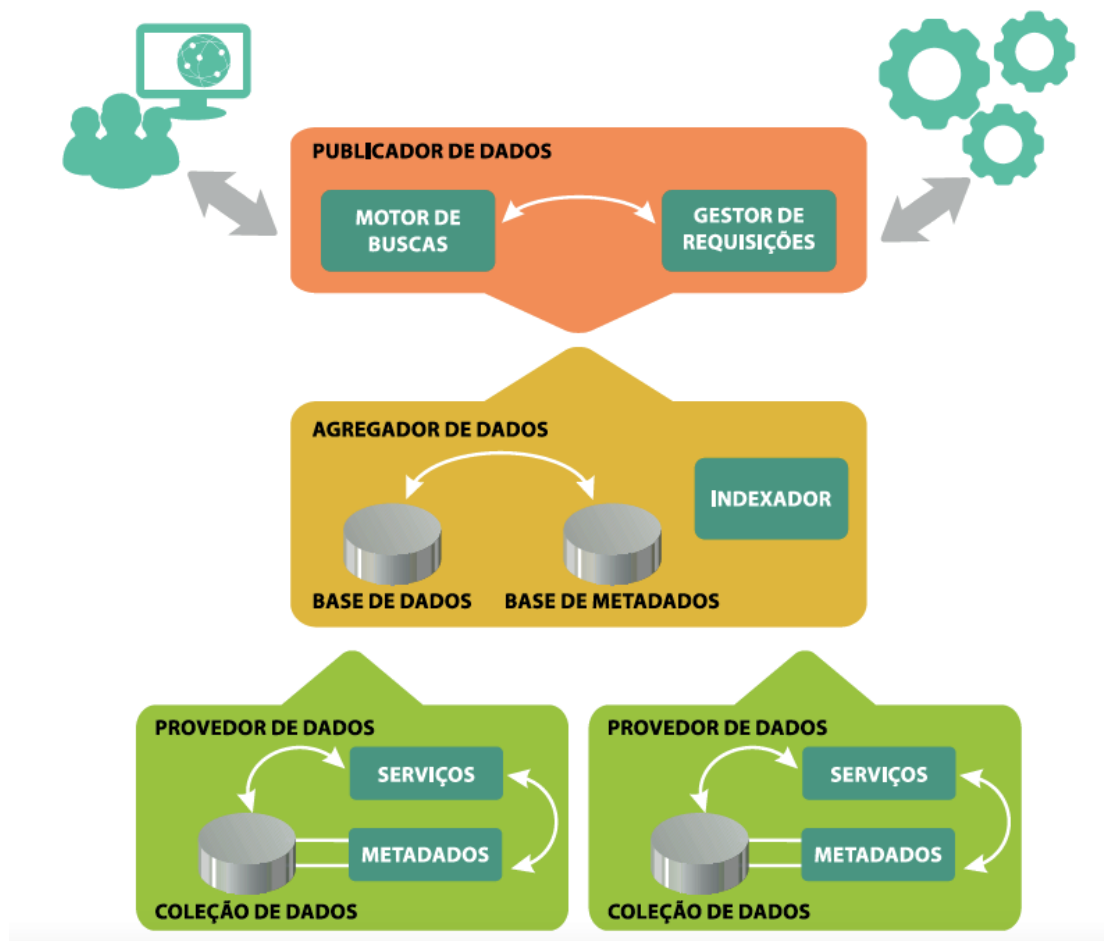 PUBLICADOR DE DADOS
MOTOR DE
BUSCAS
GESTOR DE
REQUISIÇÕES
AGREGADOR DE DADOS
INDEXADOR
BASE DE DADOS
BASE DE METADADOS
PROVEDOR DE DADOS
SERVIÇOS
METADADOS
COLEÇÃO DE DADOS
PROVEDOR DE DADOS
SERVIÇOS
METADADOS
COLEÇÃO DE DADOS